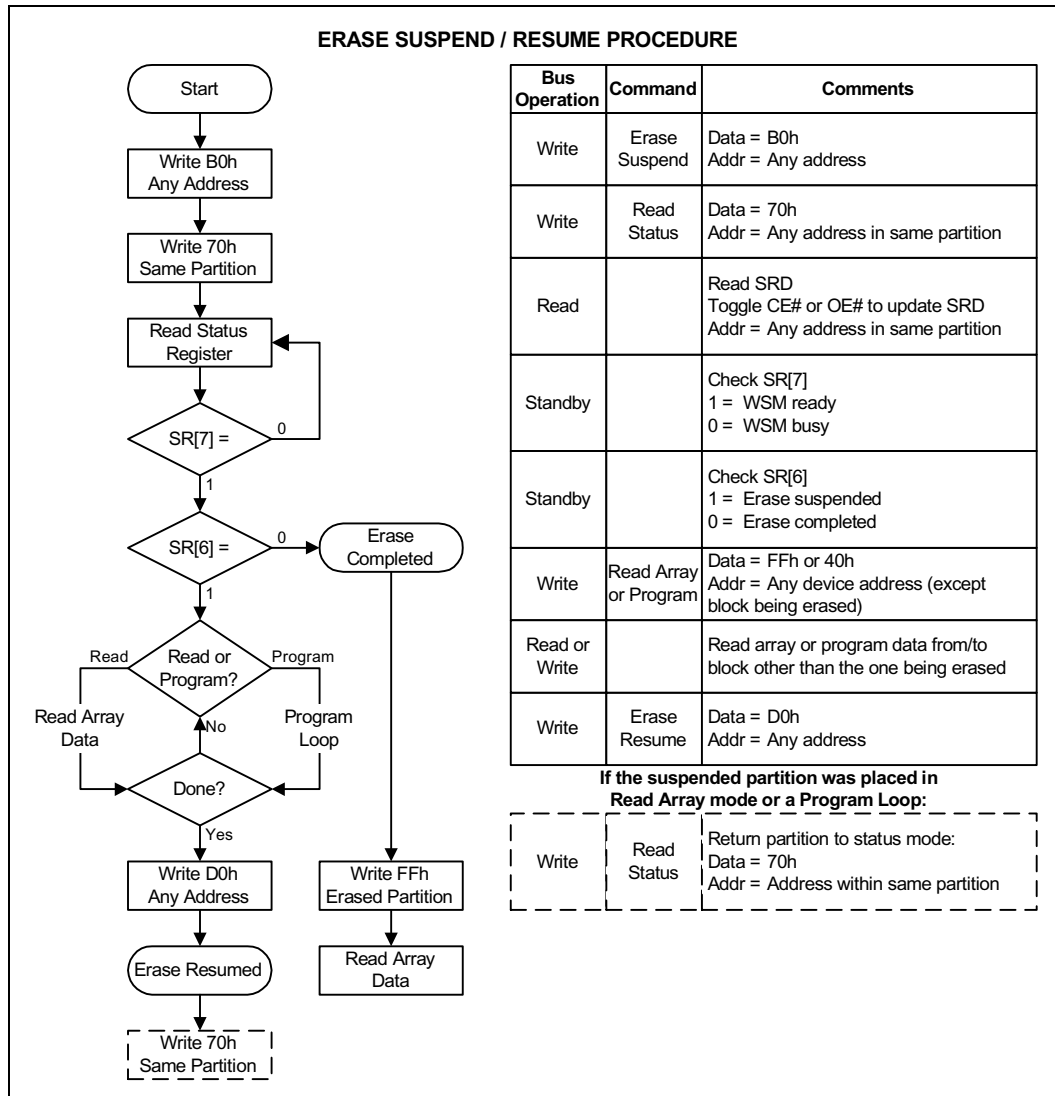 ERASE SUSPEND / RESUME PROCEDURE
Start
Write B0h
Any Address
Write 70h
Same Partition
Read Status
Register
SR[7] =
0
1
SR[6] =
0
1
Erase
Completed
Read
Read or
Program?
Program
Read Array
Data
No
Program
Loop
Done?
Yes
Write D0h
Any Address
Write FFh
Erased Partition
Erase Resumed
Read Array
Data
Write 70h
Same Partition
Bus
Operation
Command
Comments
Write
Erase
Suspend
Data = B0h
Addr = Any address
Write
Read
Status
Data = 70h
Addr = Any address in same partition
Read
Read SRD
Toggle CE# or OE# to update SRD
Addr = Any address in same partition
Standby
Check SR[7]
1 = WSM ready
0 = WSM busy
Standby
Check SR[6]
1 = Erase suspended
0 = Erase completed
Write
Read Array
or Program
Data = FFh or 40h
Addr = Any device address (except
block being erased)
Read or
Write
Read array or program data from/to
block other than the one being erased
Write
Erase
Resume
Data = D0h
Addr = Any address
If the suspended partition was placed in
Read Array mode or a Program Loop:
Write
Read
Status
Return partition to status mode:
Data = 70h
Addr = Address within same partition